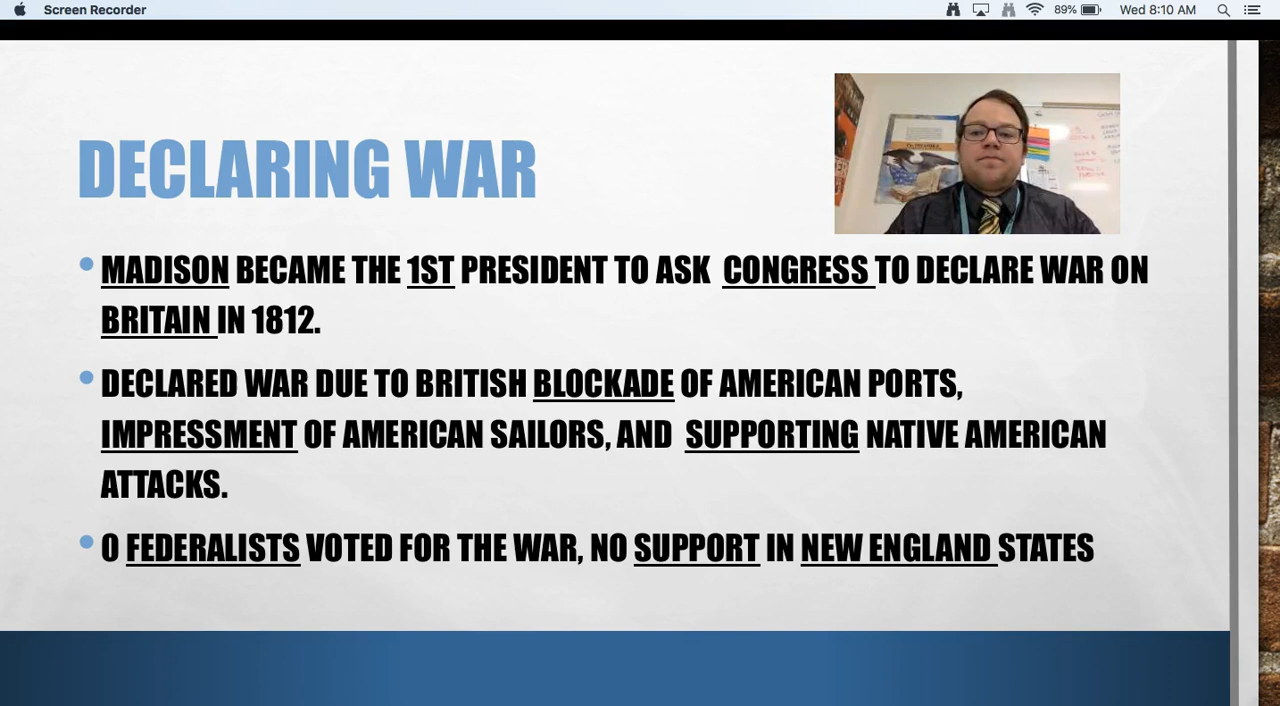 Screen Recorder
89%
Wed 8:10 AM
DECLARING WAR
MADISON BECAME THE 1ST PRESIDENT TO ASK CONGRESS TO DECLARE WAR ON
BRITAIN IN 1812.
DECLARED WAR DUE TO BRITISH BLOCKADE OF AMERICAN PORTS,
IMPRESSMENT OF AMERICAN SAILORS, AND SUPPORTING NATIVE AMERICAN
ATTACKS.
0 FEDERALISTS VOTED FOR THE WAR, NO SUPPORT IN NEW ENGLAND STATES